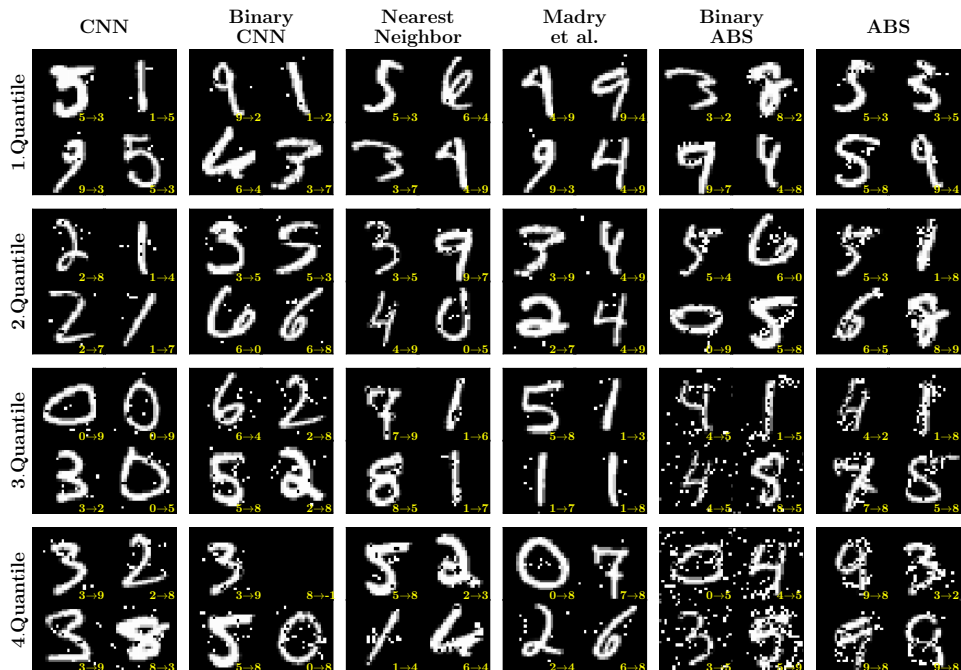 CNN
Binary CNN
Nearest Neighbor
Madry et al.
Binary ABS
ABS
1.Quantile
5→3 1→5 9→2 1→2 5→3 6→4 4→9 9→4 3→2 8→2 5→3 3→5
9→3 5→3 6→4 3→7 3→7 4→9 9→3 4→9 9→7 4→8 5→8 9→4
2.Quantile
2→8 1→4 3→5 5→3 3→5 9→7 3→9 4→9 5→4 6→0 5→3 1→8
2→7 1→7 6→0 6→8 4→9 0→5 2→7 4→9 0→9 5→8 6→5 8→9
3.Quantile
0→9 0→9 6→4 2→8 7→9 1→6 5→8 1→3 4→5 1→5 4→2 1→8
3→2 0→5 5→8 2→8 8→5 1→7 1→7 1→8 4→5 8→5 7→8 5→8
4.Quantile
3→9 2→8 3→9 8→-1 5→8 2→3 0→8 7→8 4→5 9→8 3→2
3→9 8→3 5→8 0→8 1→4 6→4 2→4 6→8 3→5 5→9 9→8 9→8